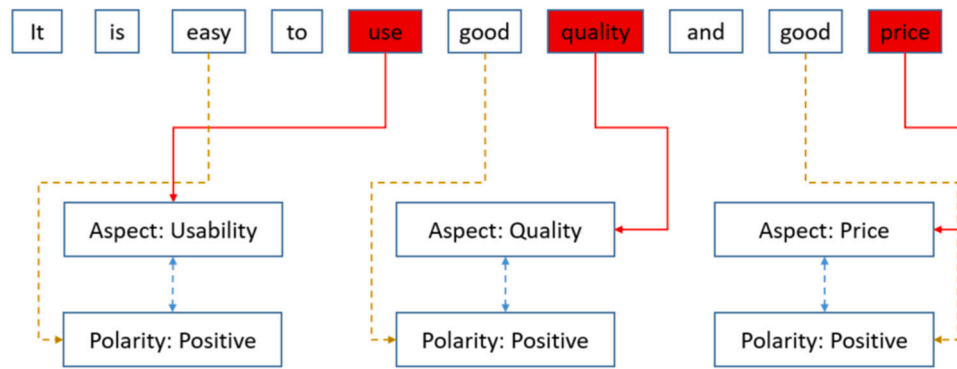 It is easy to use good quality and good price
Aspect: Usability Aspect: Quality Aspect: Price
Polarity: Positive Polarity: Positive Polarity: Positive